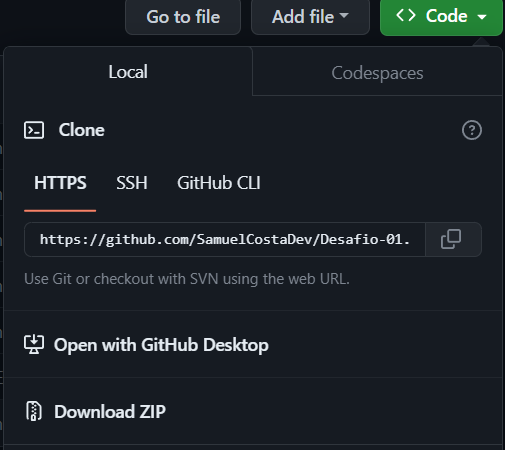 Go to file
Add file
Code
Local
Codespaces
Clone
HTTPS
SSH
GitHub CLI
https://github.com/SamuelCostaDev/Desafio-01.
Use Git or checkout with SVN using the web URL.
Open with GitHub Desktop
Download ZIP